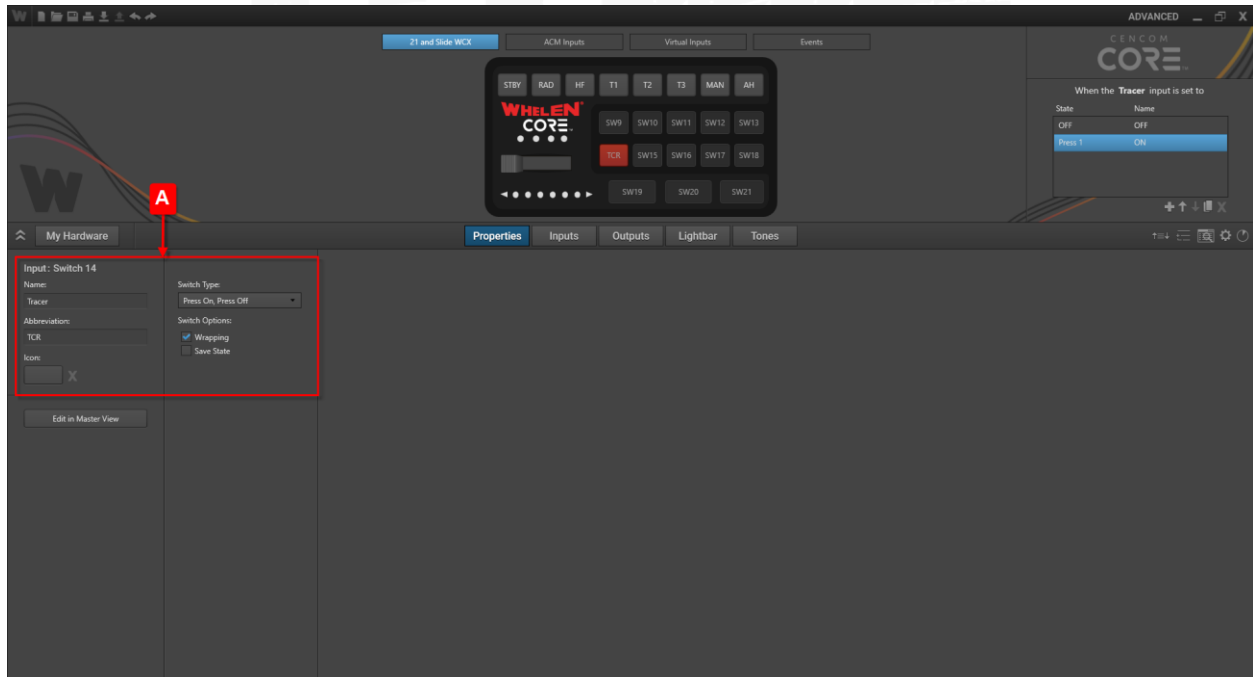 ADVANCED
21 and Slide WCX
ACM Inputs
Virtual Inputs
Events
CENCOM
CORE
When the Tracer input is set to
State Name
OFF OFF
Press 1 ON
STBY RAD HF T1 T2 T3 MAN AH
WHELEN
CORE
SW9 SW10 SW11 SW12 SW13
TCR SW15 SW16 SW17 SW18
SW19 SW20 SW21
A
My Hardware
Properties Inputs Outputs Lightbar Tones
Input: Switch 14
Name:
Tracer
Abbreviation:
TCR
Icon:
X
Edit in Master View
Switch Type:
Press On, Press Off
Switch Options:
Wrapping
Save State